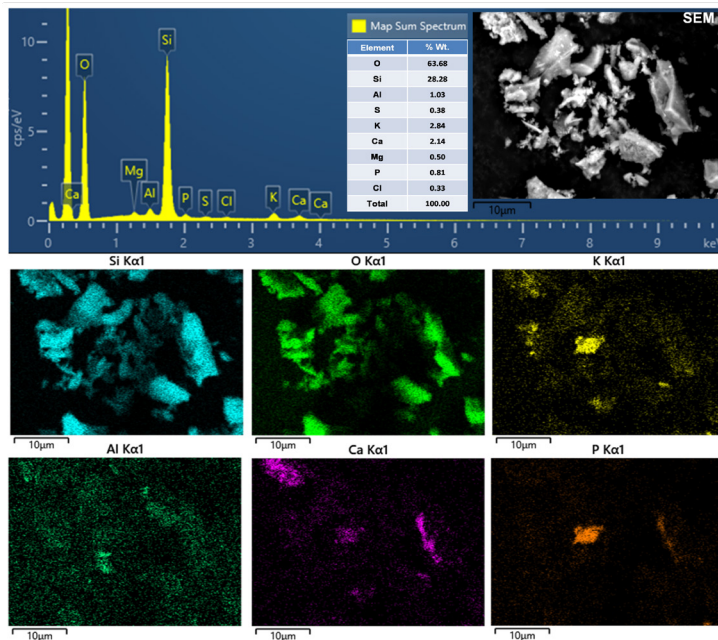 Map Sum Spectrum
SEM
Element % Wt.
O 63.68
Si 28.28
Al 1.03
S 0.38
K 2.84
Ca 2.14
Mg 0.50
P 0.81
Cl 0.33
Total 100.00
10μm
cps/eV
10
5
0
Ca
O
Mg
Al
Si
P
S
Cl
K
Ca
Ca
0 1 2 3 4 5 6 7 8 9 keV
Si Kα1
O Kα1
K Kα1
10μm
10μm
10μm
Al Kα1
Ca Kα1
P Kα1
10μm
10μm
10μm